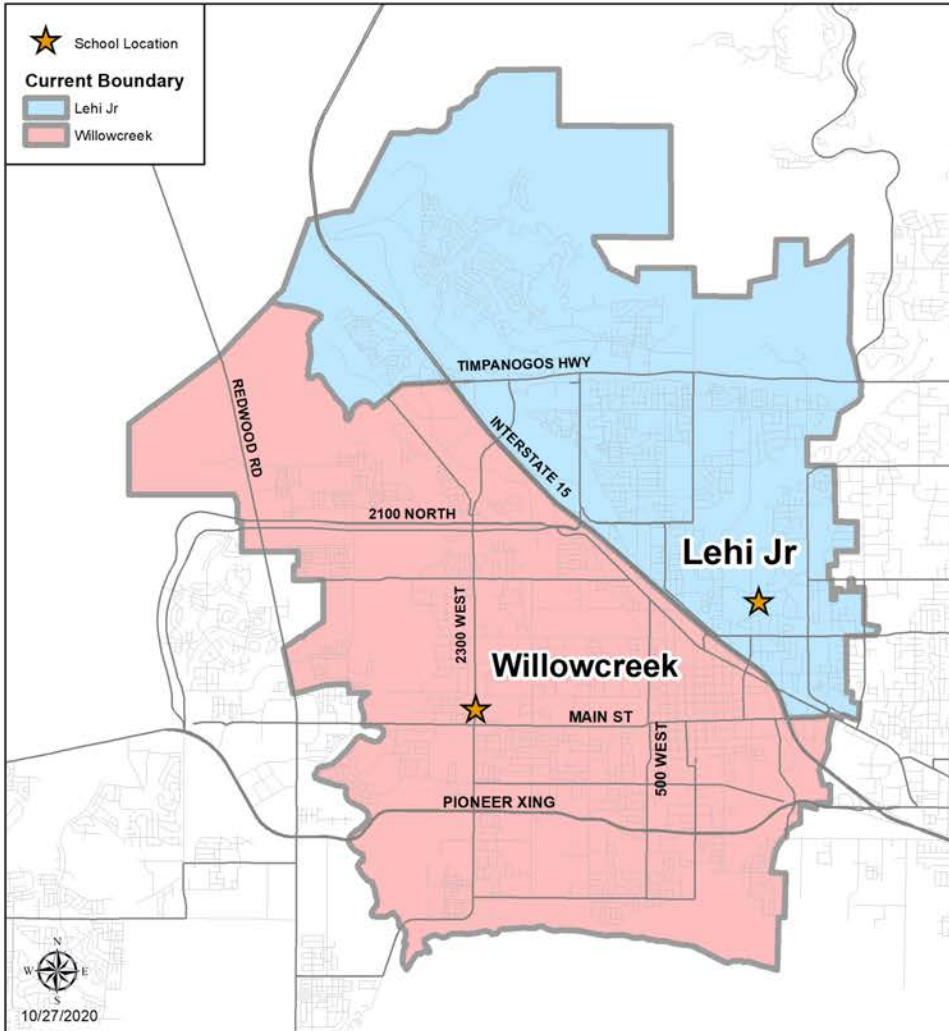 School Location
Current Boundary
Lehi Jr
Willowcreek
TIMPANOGOS HWY
REDWOOD RD
INTERSTATE 15
2100 NORTH
Lehi Jr
2300 WEST
Willowcreek
MAIN ST
500 WEST
PIONEER XING
N
W
E
S
10/27/2020